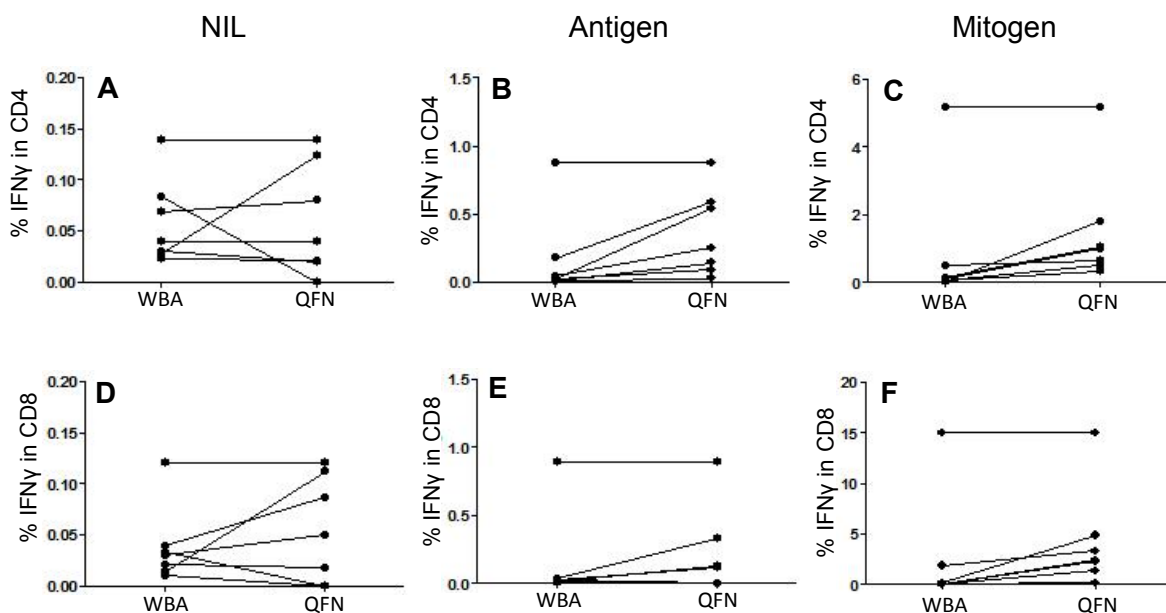 NIL Antigen Mitogen
A
% IFNγ in CD4
0.20
0.15
0.10
0.05
0.00
WBA QFN
B
% IFNγ in CD4
1.5
1.0
0.5
0.0
WBA QFN
C
% IFNγ in CD4
6
4
2
0
WBA QFN
D
% IFNγ in CD8
0.20
0.15
0.10
0.05
0.00
WBA QFN
E
% IFNγ in CD8
1.5
1.0
0.5
0.0
WBA QFN
F
% IFNγ in CD8
20
15
10
5
0
WBA QFN